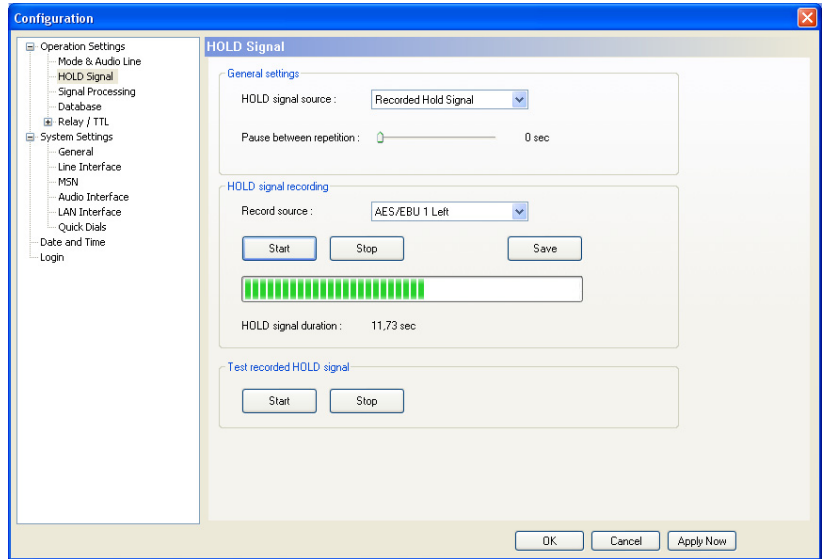 Configuration
Operation Settings
Mode & Audio Line
HOLD Signal
Signal Processing
Database
Relay / TTL
System Settings
General
Line Interface
MSN
Audio Interface
LAN Interface
Quick Dials
Date and Time
Login
HOLD Signal
General settings
HOLD signal source : Recorded Hold Signal
Pause between repetition : 0 sec
HOLD signal recording
Record source : AES/EBU 1 Left
Start Stop Save
HOLD signal duration : 11,73 sec
Test recorded HOLD signal
Start Stop
OK Cancel Apply Now